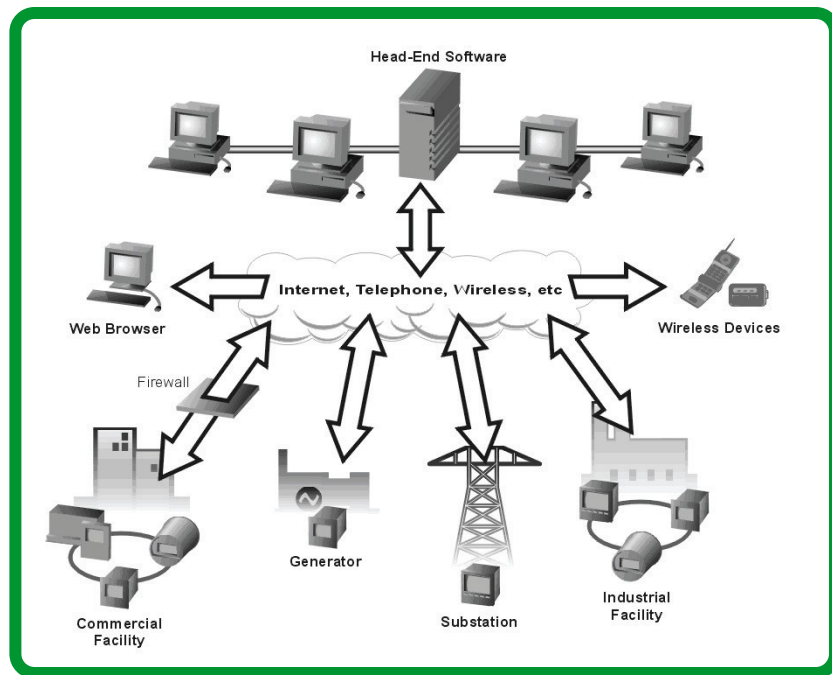 Head-End Software
Internet, Telephone, Wireless, etc
Web Browser
Wireless Devices
Firewall
Generator
Commercial
Facility
Substation
Industrial
Facility